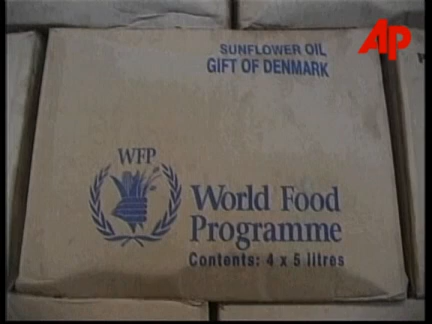 AP
SUNFLOWER OIL
GIFT OF DENMARK
WFP
World Food
Programme
Contents: 4 x 5 litres